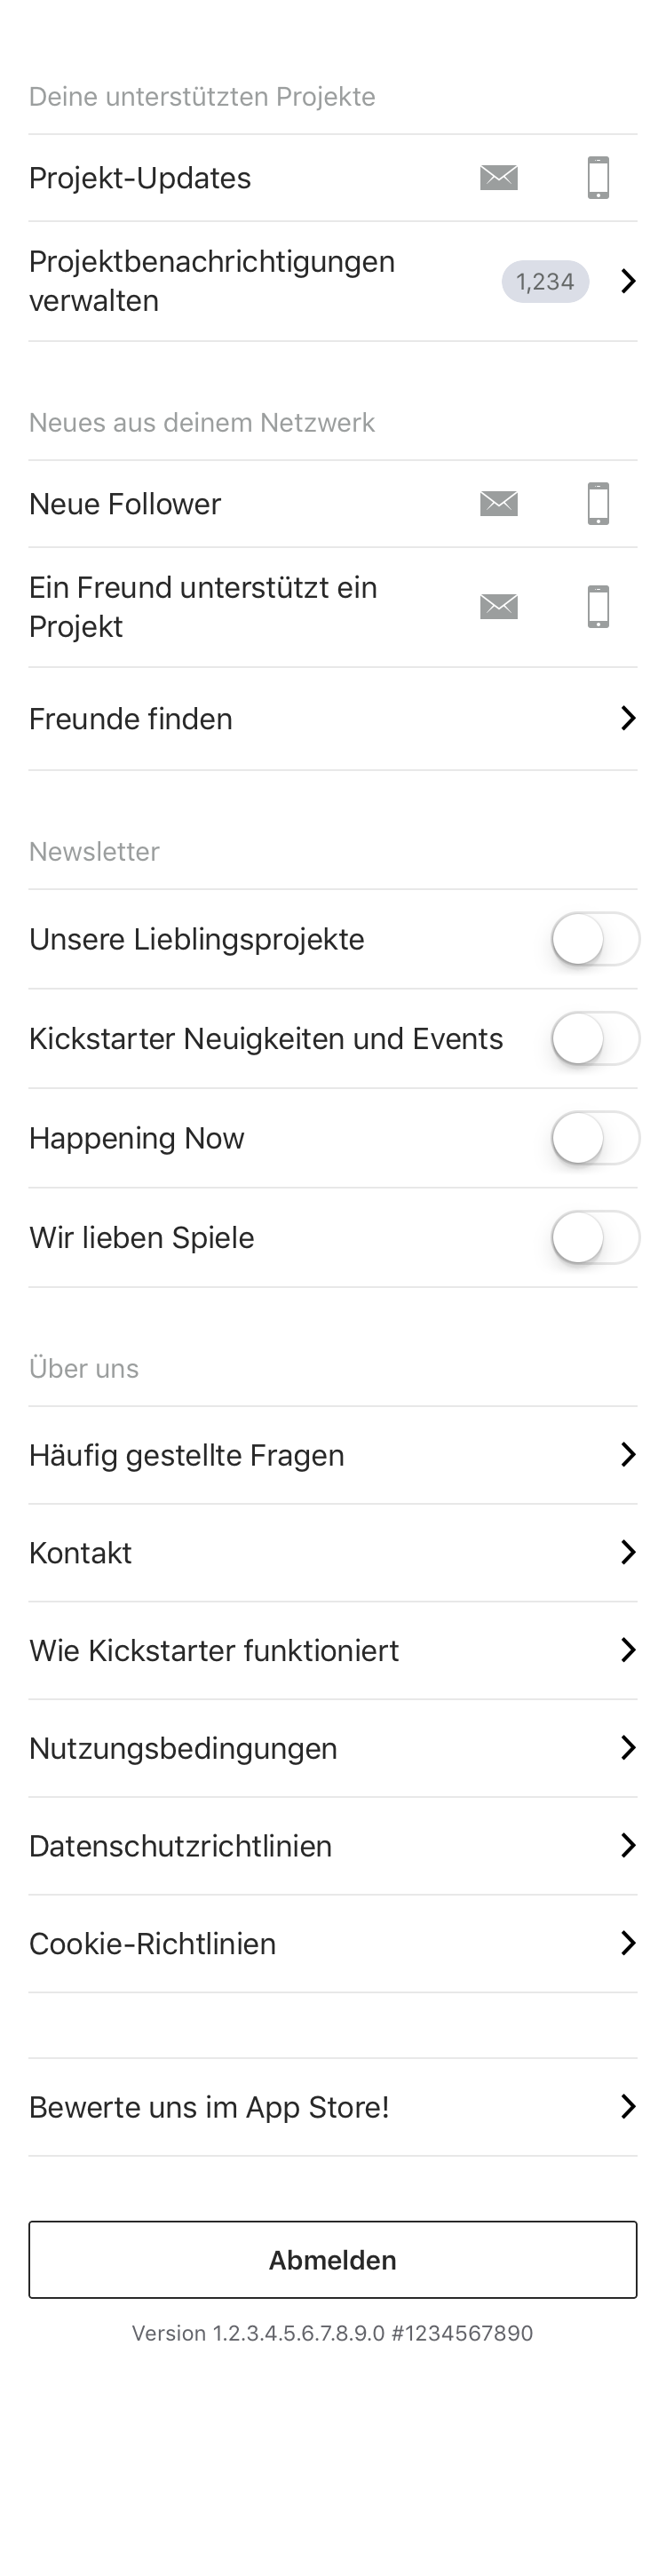 Deine unterstützten Projekte
Projekt-Updates
Projektbenachrichtigungen
verwalten
1,234
Neues aus deinem Netzwerk
Neue Follower
Ein Freund unterstützt ein
Projekt
Freunde finden
Newsletter
Unsere Lieblingsprojekte
Kickstarter Neuigkeiten und Events
Happening Now
Wir lieben Spiele
Über uns
Häufig gestellte Fragen
Kontakt
Wie Kickstarter funktioniert
Nutzungsbedingungen
Datenschutzrichtlinien
Cookie-Richtlinien
Bewerte uns im App Store!
Abmelden
Version 1.2.3.4.5.6.7.8.9.0 #1234567890